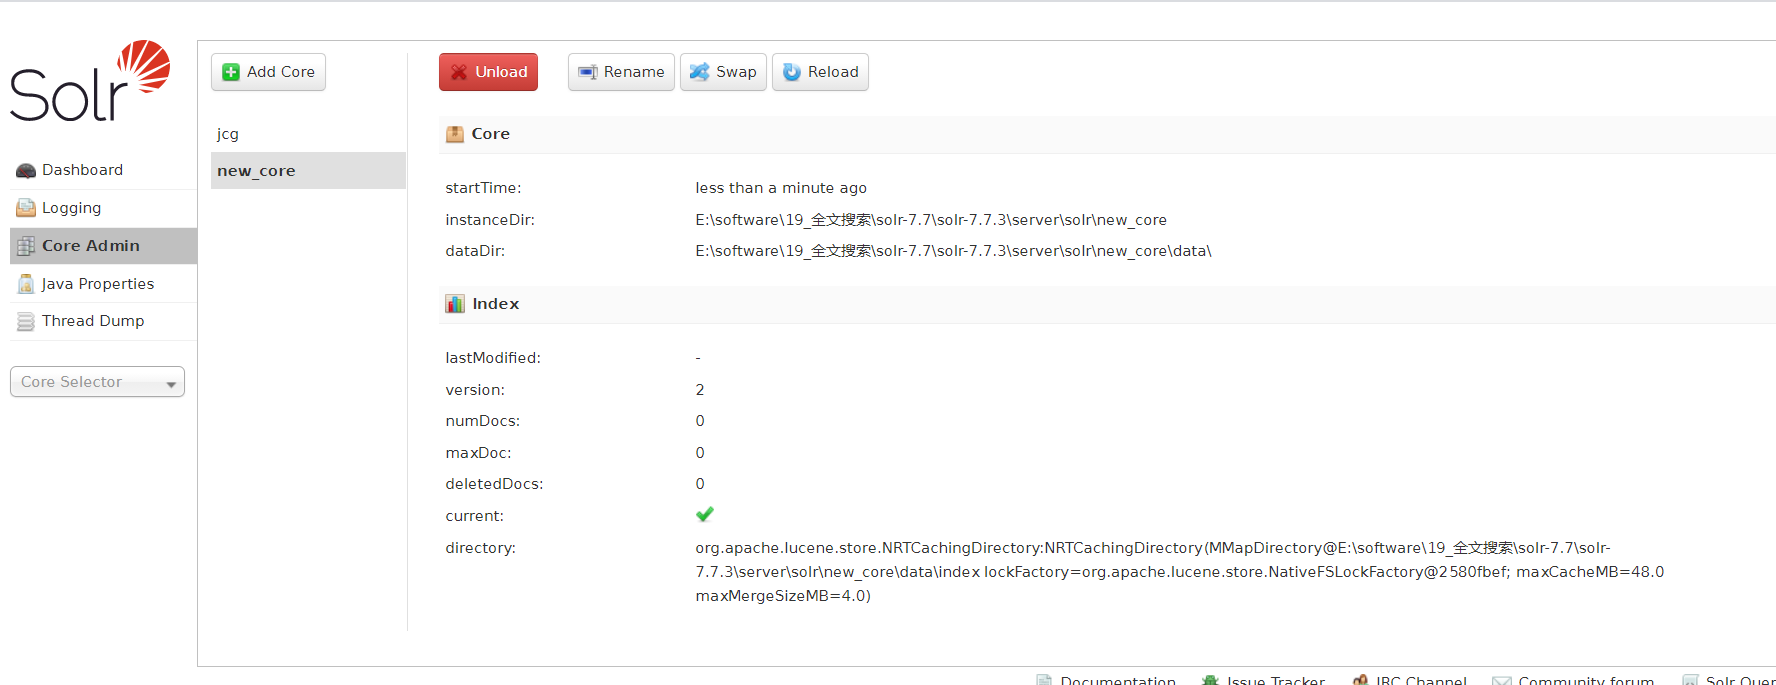 Solr
Dashboard
Logging
Core Admin
Java Properties
Thread Dump
Core Selector
Add Core
jcg
new_core
Unload
Rename
Swap
Reload
Core
startTime: less than a minute ago
instanceDir: E:\software\19_全文搜索\solr-7.7\solr-7.7.3\server\solr\new_core
dataDir: E:\software\19_全文搜索\solr-7.7\solr-7.7.3\server\solr\new_core\data\
Index
lastModified: -
version: 2
numDocs: 0
maxDoc: 0
deletedDocs: 0
current:
directory: org.apache.lucene.store.NRTCachingDirectory:NRTCachingDirectory(MMapDirectory@E:\software\19_全文搜索\solr-7.7\solr-
7.7.3\server\solr\new_core\data\index lockFactory=org.apache.lucene.store.NativeFSLockFactory@2580fbef; maxCacheMB=48.0
maxMergeSizeMB=4.0)
Documentation
Issue Tracker
IRC Channel
Community forum
Solr Quer